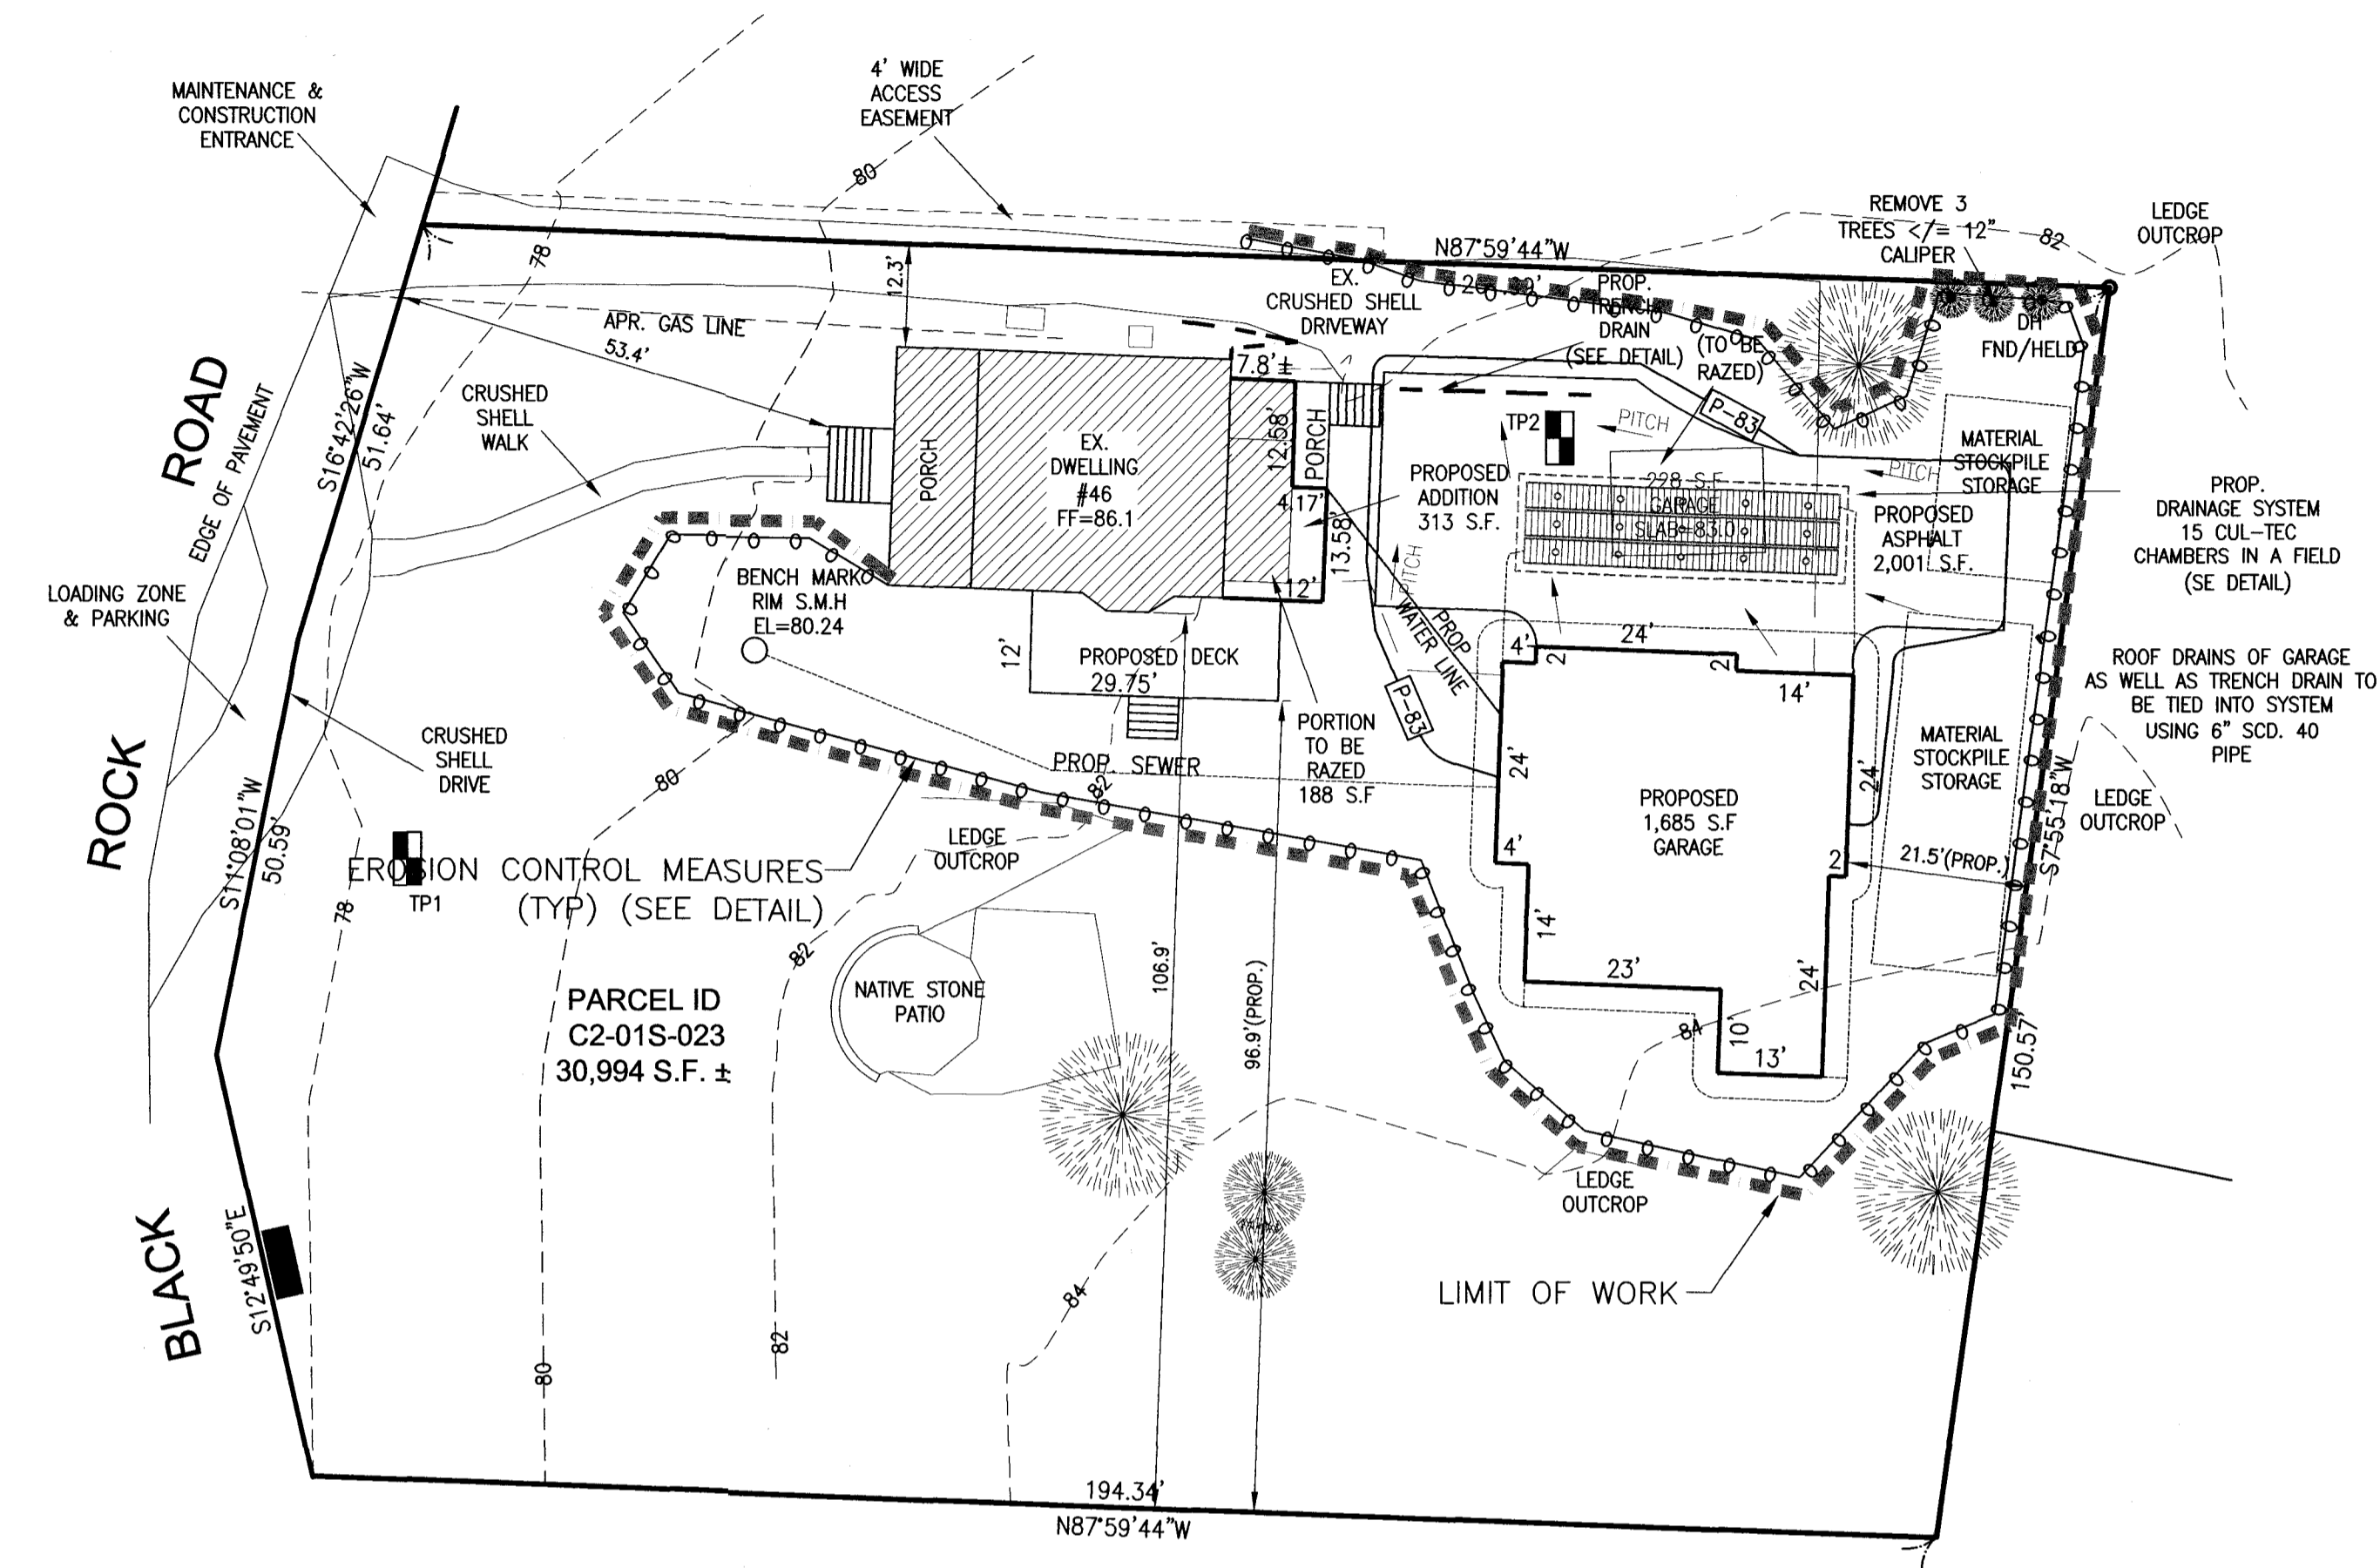 MAINTENANCE &
CONSTRUCTION
ENTRANCE
4' WIDE
ACCESS
EASEMENT
80
78
12.3'
N87°59'44"W
REMOVE 3
TREES </= 12"
CALIPER
82
LEDGE
OUTCROP
EX.
CRUSHED SHELL
DRIVEWAY
PROP.
TRENCH
DRAIN
(SEE DETAIL)
(TO BE
RAZED)
DH
FND/HELD
APR. GAS LINE
53.4'
7.8'±
ROAD
EDGE OF PAVEMENT
S16°42'26"W
51.64'
CRUSHED
SHELL
WALK
PORCH
EX.
DWELLING
#46
FF=86.1
12.58'
PORCH
4.17'
13.58'
12'
PROPOSED
ADDITION
313 S.F.
TP2
PITCH
P-83
228 S.F
GARAGE
SLAB=83.0
PITCH
PITCH
MATERIAL
STOCKPILE
STORAGE
PROPOSED
ASPHALT
2,001 S.F.
PROP.
DRAINAGE SYSTEM
15 CUL-TEC
CHAMBERS IN A FIELD
(SE DETAIL)
LOADING ZONE
& PARKING
BENCH MARK
RIM S.M.H
EL=80.24
12'
PROPOSED DECK
29.75'
PROP
WATER LINE
P-83
4'
2'
24'
2'
14'
ROOF DRAINS OF GARAGE
AS WELL AS TRENCH DRAIN TO
BE TIED INTO SYSTEM
USING 6" SCD. 40
PIPE
ROCK
CRUSHED
SHELL
DRIVE
80
PROP. SEWER
82
PORTION
TO BE
RAZED
188 S.F
24'
PROPOSED
1,685 S.F
GARAGE
24'
MATERIAL
STOCKPILE
STORAGE
S7°55'18"W
LEDGE
OUTCROP
S11°08'01"W
50.59'
EROSION CONTROL MEASURES
(TYP) (SEE DETAIL)
TP1
78
LEDGE
OUTCROP
4'
2
21.5'(PROP.)
82
14'
23'
24'
10'
13'
84
150.57'
NATIVE STONE
PATIO
106.9'
96.9'(PROP.)
PARCEL ID
C2-01S-023
30,994 S.F. ±
LEDGE
OUTCROP
BLACK
S12°49'50"E
84
LIMIT OF WORK
82
80
194.34'
N87°59'44"W